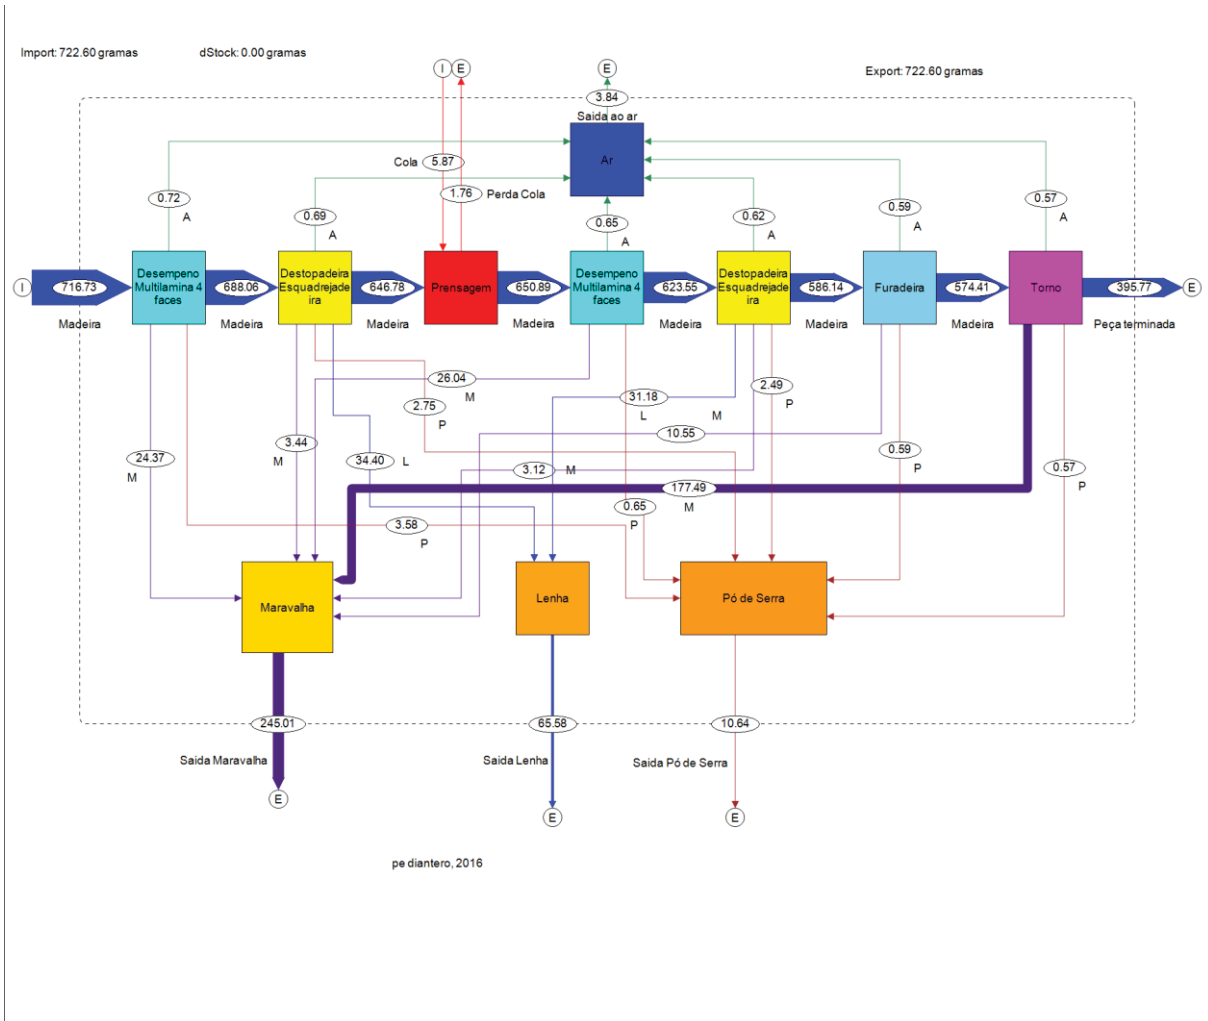 Import: 722.60 gramas
dStock: 0.00 gramas
Export: 722.60 gramas
I
E
E
3.84
Saida ao ar
Ar
Cola
5.87
1.76
Perda Cola
0.72
A
0.69
A
0.65
A
0.62
A
0.59
A
0.57
A
I
716.73
Madeira
Desempeno
Multilamina 4
faces
688.06
Madeira
Destopadeira
Esquadrejade
ira
646.78
Madeira
Prensagem
650.89
Madeira
Desempeno
Multilamina 4
faces
623.55
Madeira
Destopadeira
Esquadrejade
ira
586.14
Madeira
Furadeira
574.41
Madeira
Torno
395.77
Peça terminada
E
26.04
M
2.75
P
31.18
L
M
2.49
P
10.55
24.37
M
3.44
M
34.40
L
3.12
M
0.59
P
0.57
P
177.49
M
0.65
P
3.58
P
Maravalha
Lenha
Pó de Serra
245.01
65.58
10.64
Saida Maravalha
Saida Lenha
Saida Pó de Serra
E
E
E
pe diantero, 2016